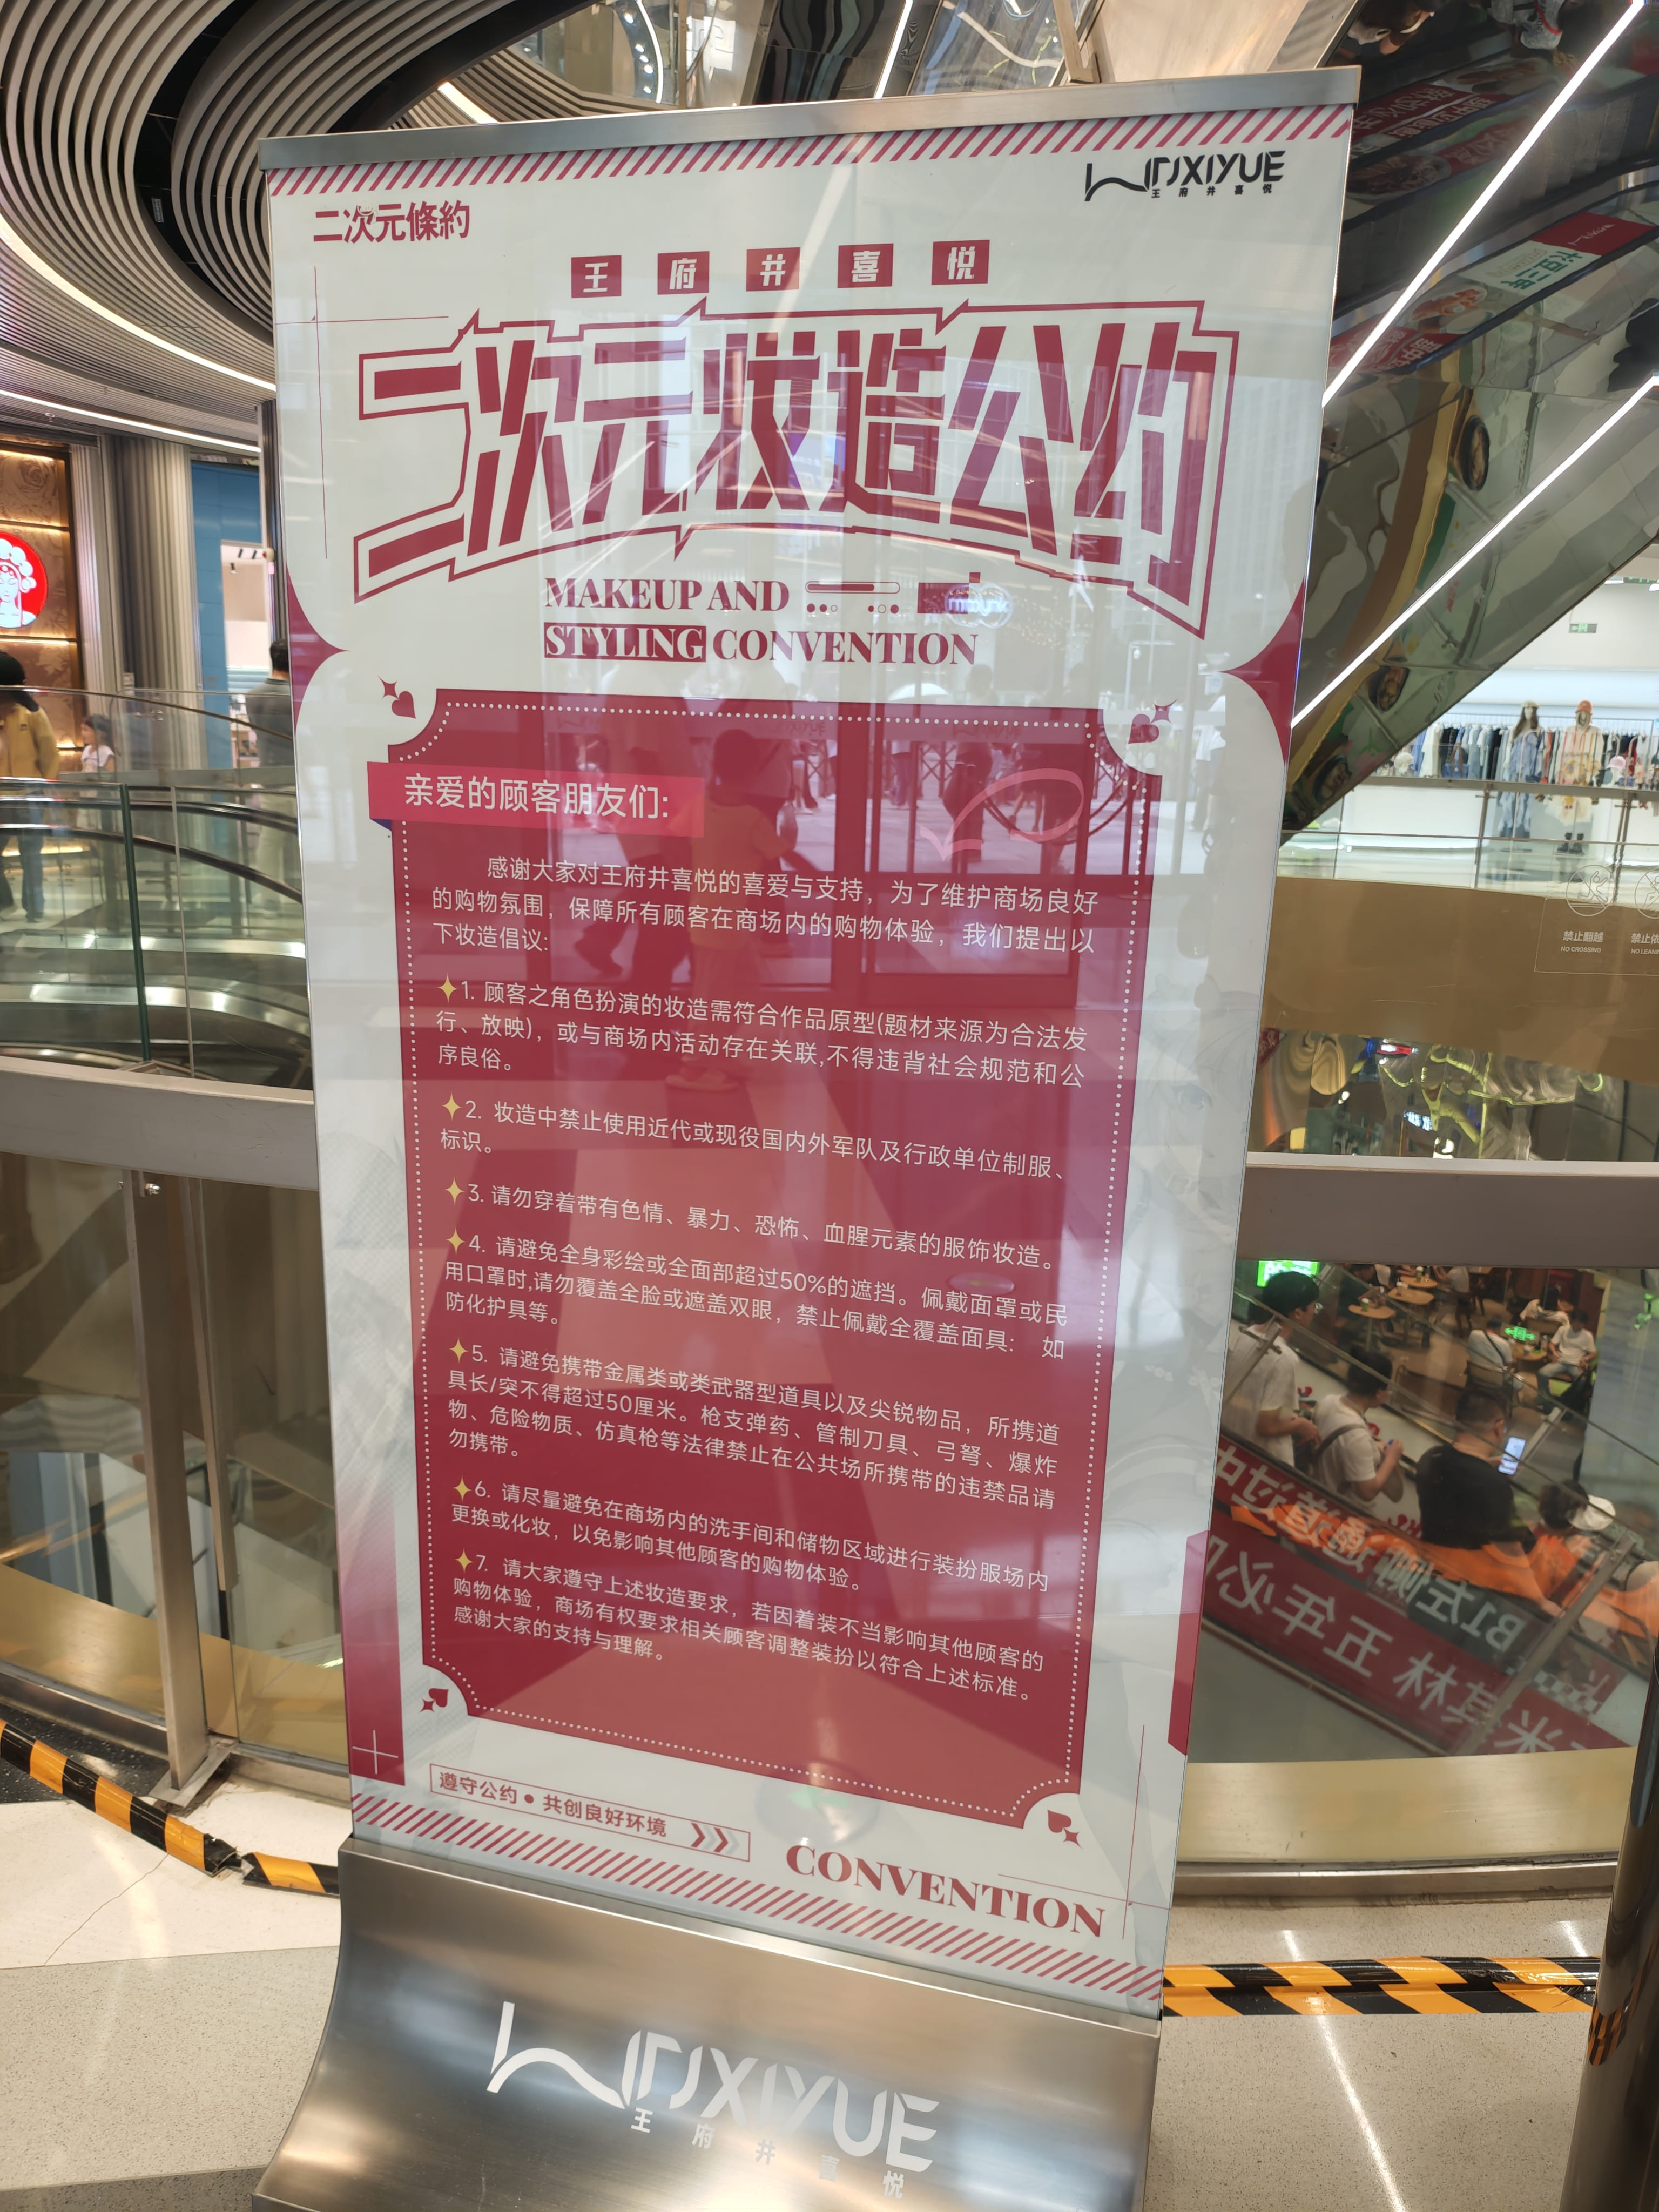 WFJXIYUE
王府井喜悦
二次元條約
王府井喜悦
二次元妆造公约
MAKEUP AND
STYLING CONVENTION
亲爱的顾客朋友们:
感谢大家对王府井喜悦的喜爱与支持，为了维护商场良好
的购物氛围，保障所有顾客在商场内的购物体验，我们提出以
下妆造倡议:
1. 顾客之角色扮演的妆造需符合作品原型(题材来源为合法发
行、放映)，或与商场内活动存在关联,不得违背社会规范和公
序良俗。
2. 妆造中禁止使用近代或现役国内外军队及行政单位制服、
标识。
3. 请勿穿着带有色情、暴力、恐怖、血腥元素的服饰妆造。
4. 请避免全身彩绘或全面部超过50%的遮挡。佩戴面罩或民
用口罩时,请勿覆盖全脸或遮盖双眼，禁止佩戴全覆盖面具： 如
防化护具等。
5. 请避免携带金属类或类武器型道具以及尖锐物品，所携道
具长/突不得超过50厘米。枪支弹药、管制刀具、弓弩、爆炸
物、危险物质、仿真枪等法律禁止在公共场所携带的违禁品请
勿携带。
6. 请尽量避免在商场内的洗手间和储物区域进行装扮服场内
更换或化妆，以免影响其他顾客的购物体验。
7. 请大家遵守上述妆造要求，若因着装不当影响其他顾客的
购物体验，商场有权要求相关顾客调整装扮以符合上述标准。
感谢大家的支持与理解。
遵守公约●共创良好环境
CONVENTION
WFJXIYUE
王府井喜悦
禁止翻越
NO CROSSING